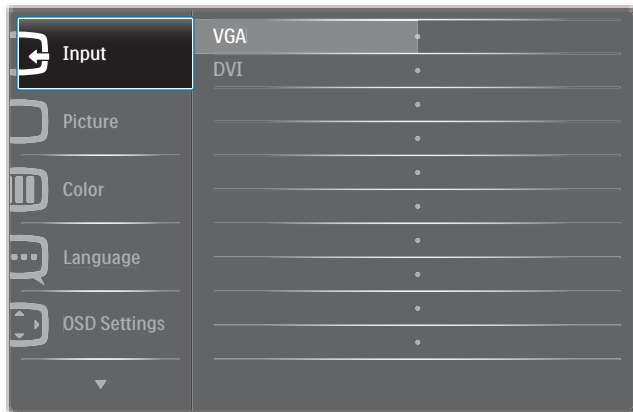 Input
VGA
DVI
Picture
Color
Language
OSD Settings